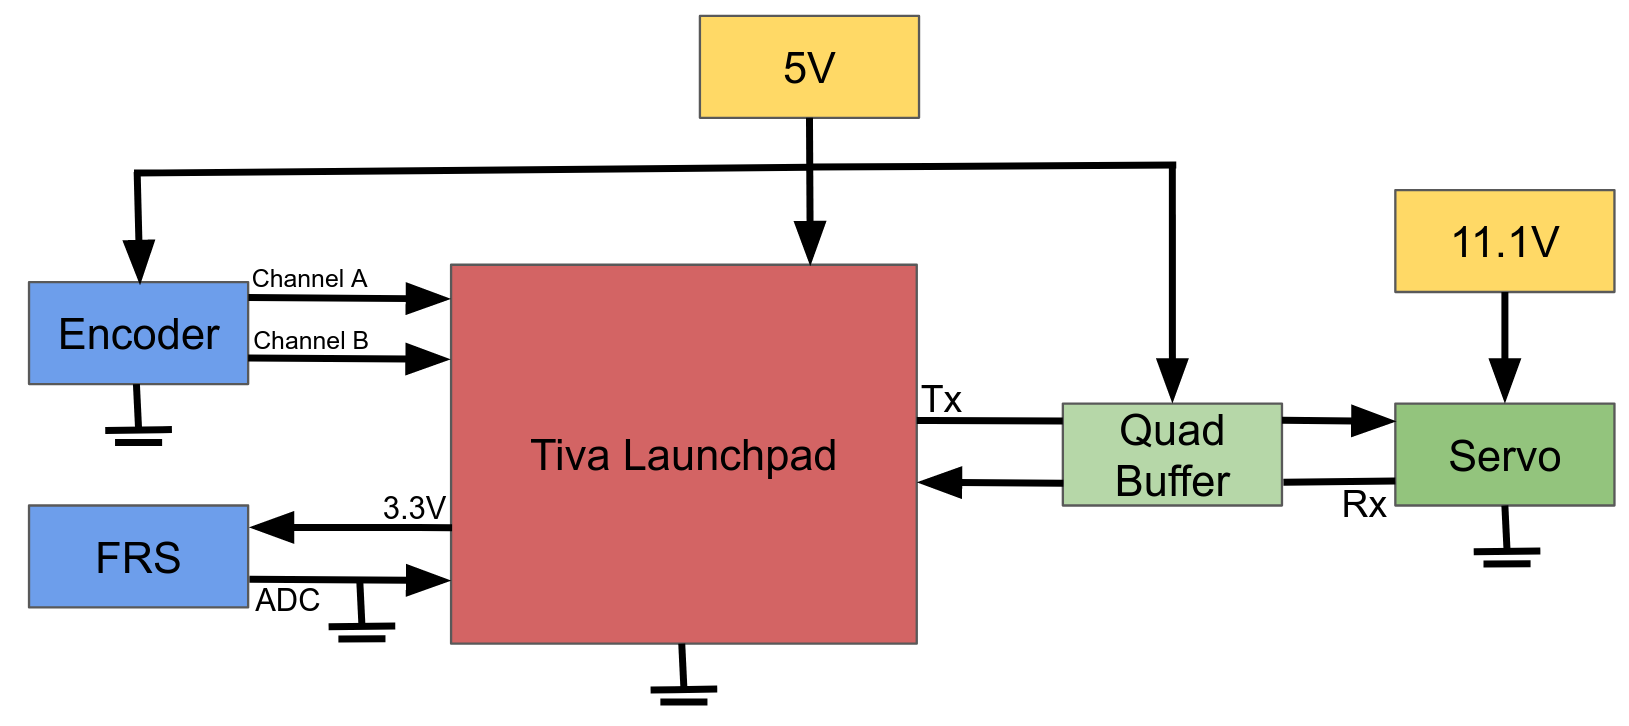 5V
11.1V
Channel A
Encoder
Channel B
Tx
Quad
Buffer
Tiva Launchpad
Servo
Rx
3.3V
FRS
ADC